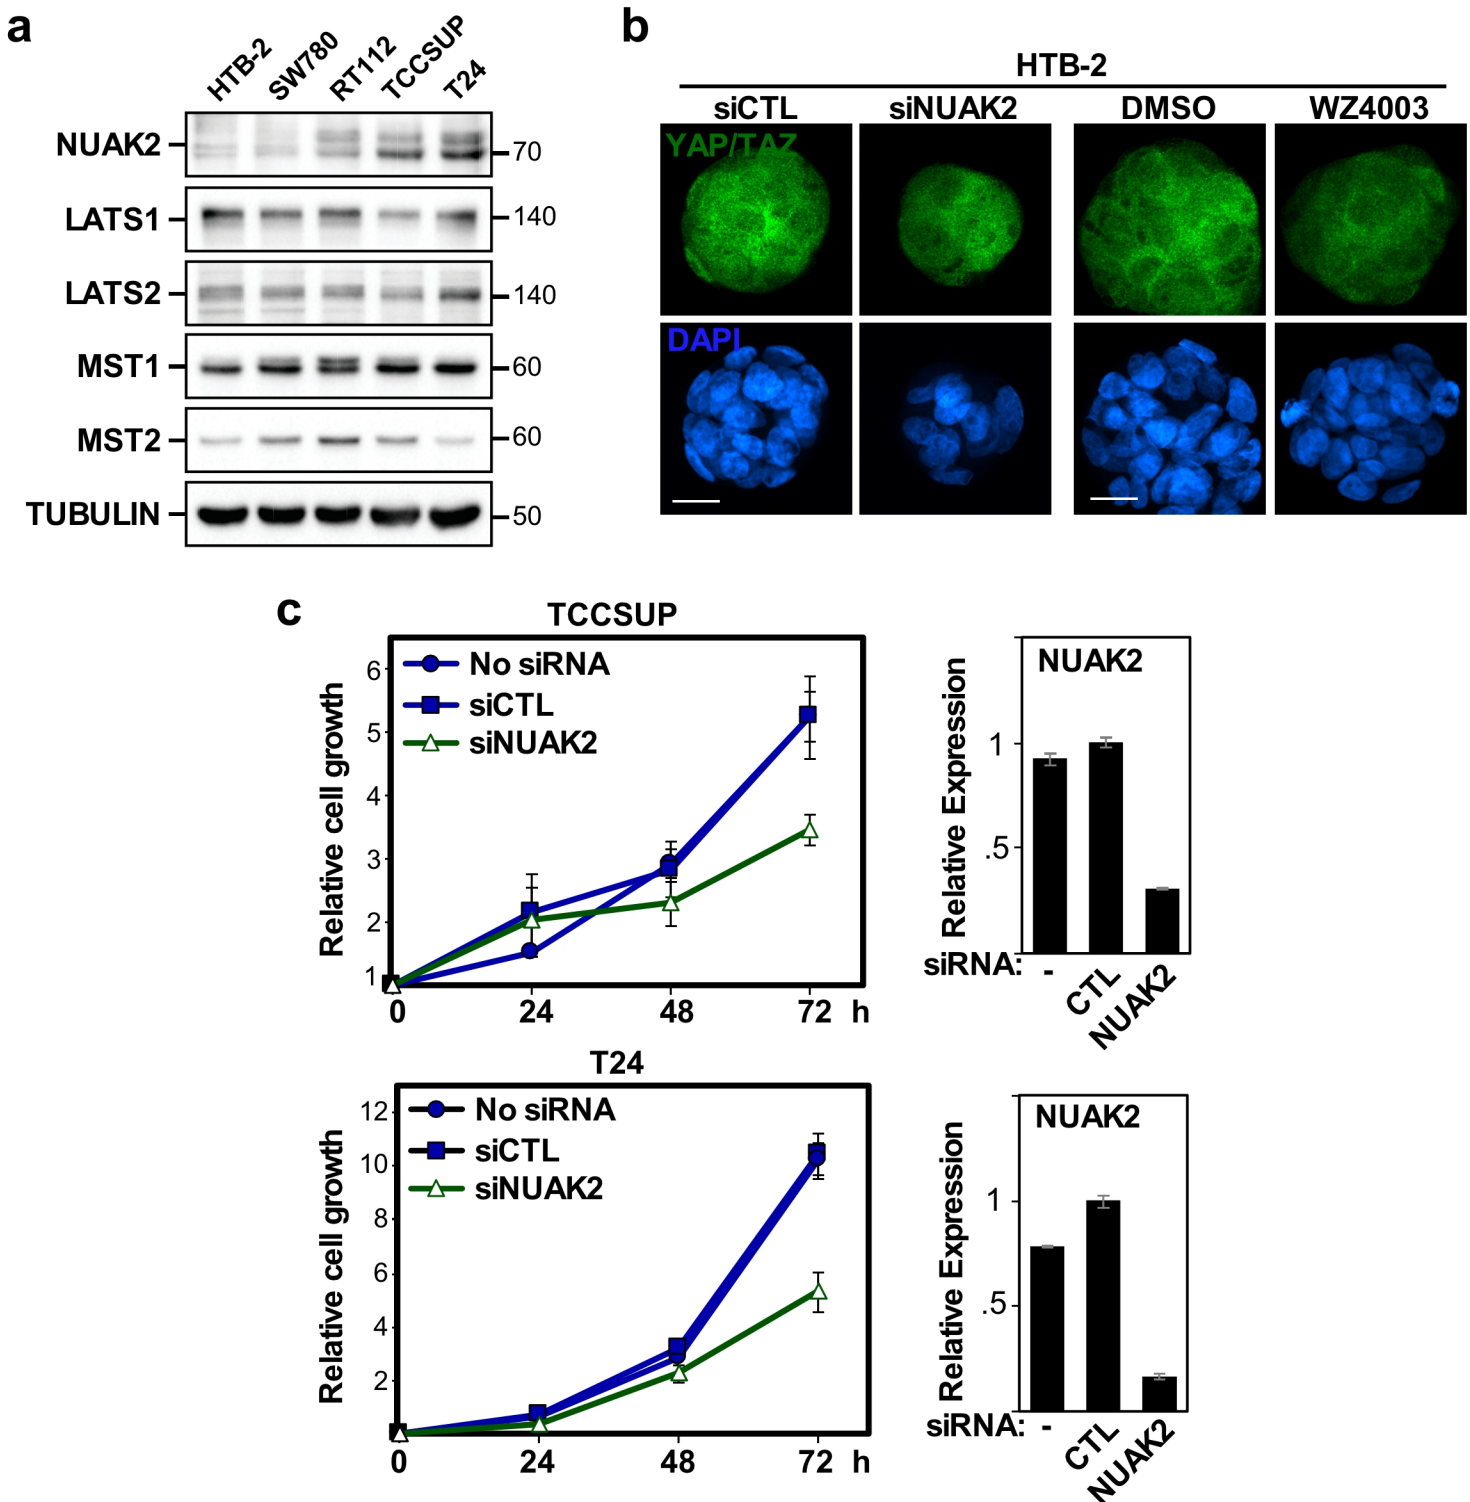 a
HTB-2 SW780 RT112 TCCSUP T24
NUAK2 70
LATS1 140
LATS2 140
MST1 60
MST2 60
TUBULIN 50
b
HTB-2
siCTL siNUAK2 DMSO WZ4003
YAP/TAZ
DAPI
c
TCCSUP
Relative cell growth
6
5
4
3
2
1
No siRNA
siCTL
siNUAK2
0 24 48 72 h
NUAK2
Relative Expression
1
.5
siRNA: - CTL NUAK2
T24
Relative cell growth
12
10
8
6
4
2
No siRNA
siCTL
siNUAK2
0 24 48 72 h
NUAK2
Relative Expression
1
.5
siRNA: - CTL NUAK2